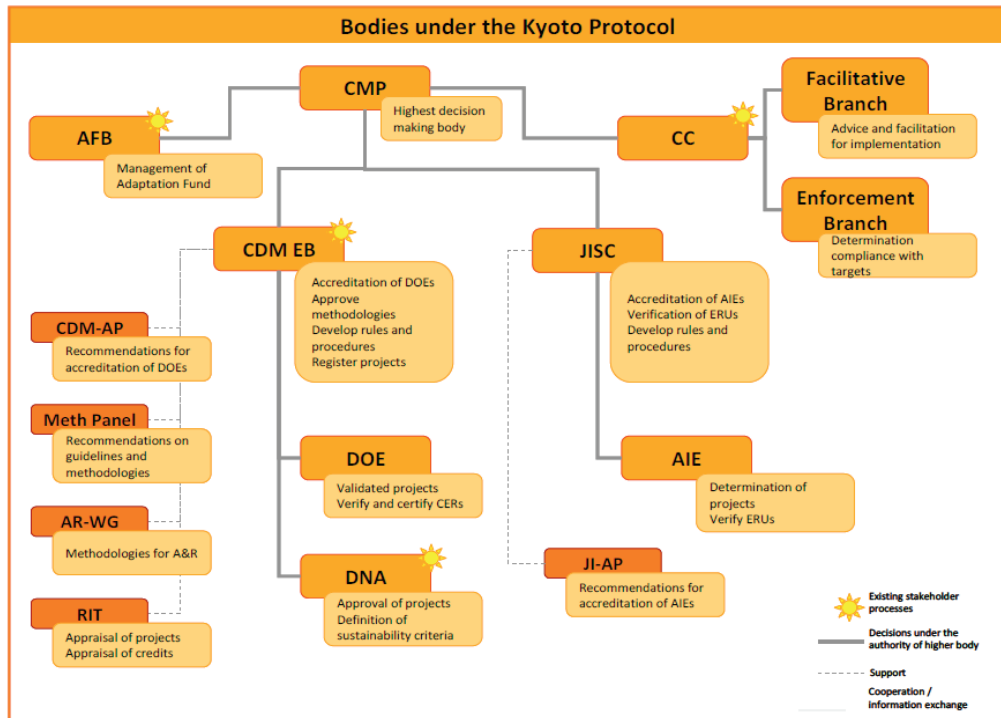 Bodies under the Kyoto Protocol
CMP
Highest decision
making body
AFB
Management of
Adaptation Fund
CC
Facilitative
Branch
Advice and facilitation
for implementation
Enforcement
Branch
Determination
compliance with
targets
CDM EB
Accreditation of DOEs
Approve
methodologies
Develop rules and
procedures
Register projects
JISC
Accreditation of AIEs
Verification of ERUs
Develop rules and
procedures
CDM-AP
Recommendations for
accreditation of DOEs
Meth Panel
Recommendations on
guidelines and
methodologies
AR-WG
Methodologies for A&R
RIT
Appraisal of projects
Appraisal of credits
DOE
Validated projects
Verify and certify CERs
DNA
Approval of projects
Definition of
sustainability criteria
AIE
Determination of
projects
Verify ERUs
JI-AP
Recommendations for
accreditation of AIEs
Existing stakeholder
processes
Decisions under the
authority of higher body
Support
Cooperation /
information exchange